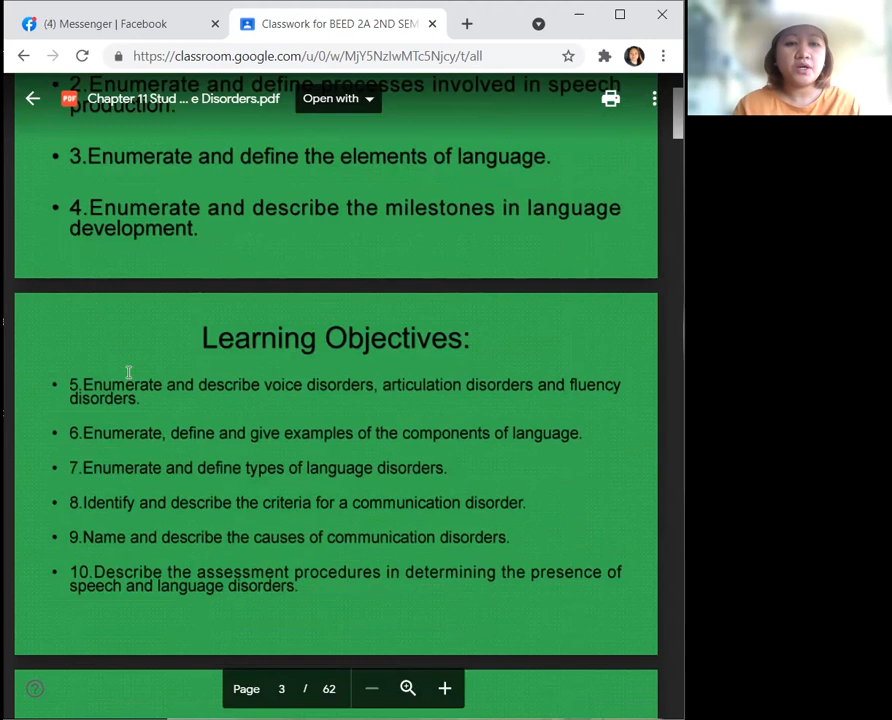 (4) Messenger | Facebook
Classwork for BEED 2A 2ND SEM
https://classroom.google.com/u/0/w/MjY5NzIwMTc5Njcy/t/all
• 2.Enumerate and define processes involved in speech
production.
PDF Chapter 11 Stud ... e Disorders.pdf Open with
• 3.Enumerate and define the elements of language.
• 4.Enumerate and describe the milestones in language
development.
Learning Objectives:
• 5.Enumerate and describe voice disorders, articulation disorders and fluency
disorders.
• 6.Enumerate, define and give examples of the components of language.
• 7.Enumerate and define types of language disorders.
• 8.Identify and describe the criteria for a communication disorder.
• 9.Name and describe the causes of communication disorders.
• 10.Describe the assessment procedures in determining the presence of
speech and language disorders.
Page 3 / 62